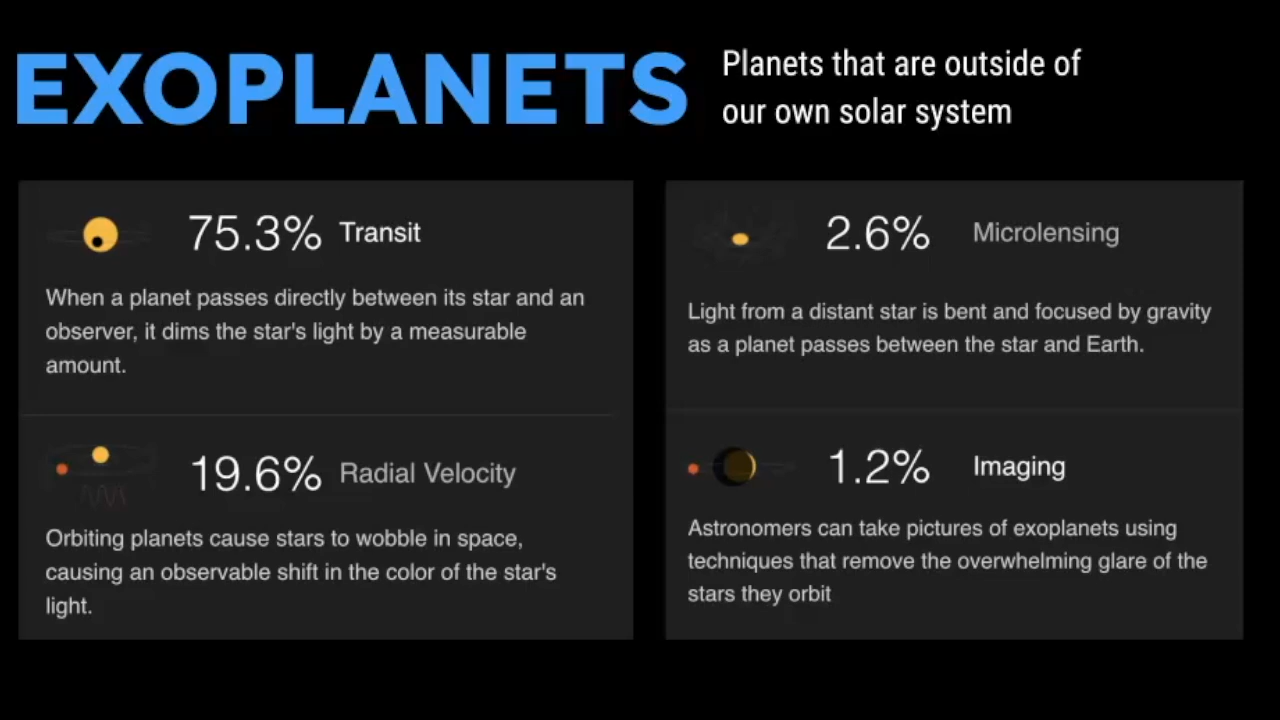 EXOPLANETS
Planets that are outside of
our own solar system
75.3% Transit
When a planet passes directly between its star and an
observer, it dims the star's light by a measurable
amount.
19.6% Radial Velocity
Orbiting planets cause stars to wobble in space,
causing an observable shift in the color of the star's
light.
2.6% Microlensing
Light from a distant star is bent and focused by gravity
as a planet passes between the star and Earth.
1.2% Imaging
Astronomers can take pictures of exoplanets using
techniques that remove the overwhelming glare of the
stars they orbit